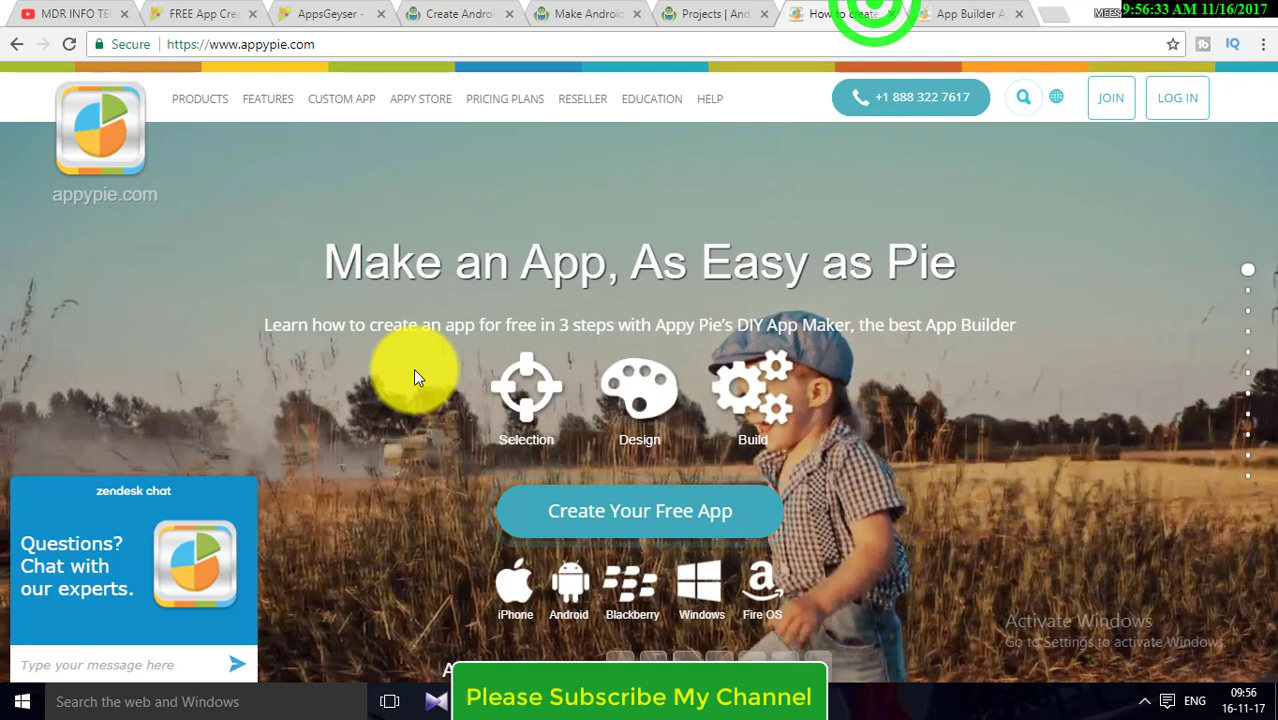 MDR INFO TE
FREE App Cre
AppsGeyser -
Create Andro
Make Android
Projects | And
How to create
App Builder A
MEES
9:56:33 AM 11/16/2017
Secure
https://www.appypie.com
PRODUCTS
FEATURES
CUSTOM APP
APPY STORE
PRICING PLANS
RESELLER
EDUCATION
HELP
+1 888 322 7617
JOIN
LOG IN
appypie.com
Make an App, As Easy as Pie
Learn how to create an app for free in 3 steps with Appy Pie's DIY App Maker, the best App Builder
Selection
Design
Build
Create Your Free App
iPhone
Android
Blackberry
Windows
Fire OS
zendesk chat
Questions?
Chat with
our experts.
Type your message here
Activate Windows
Go to Settings to activate Windows.
Please Subscribe My Channel
Search the web and Windows
ENG
09:56
16-11-17